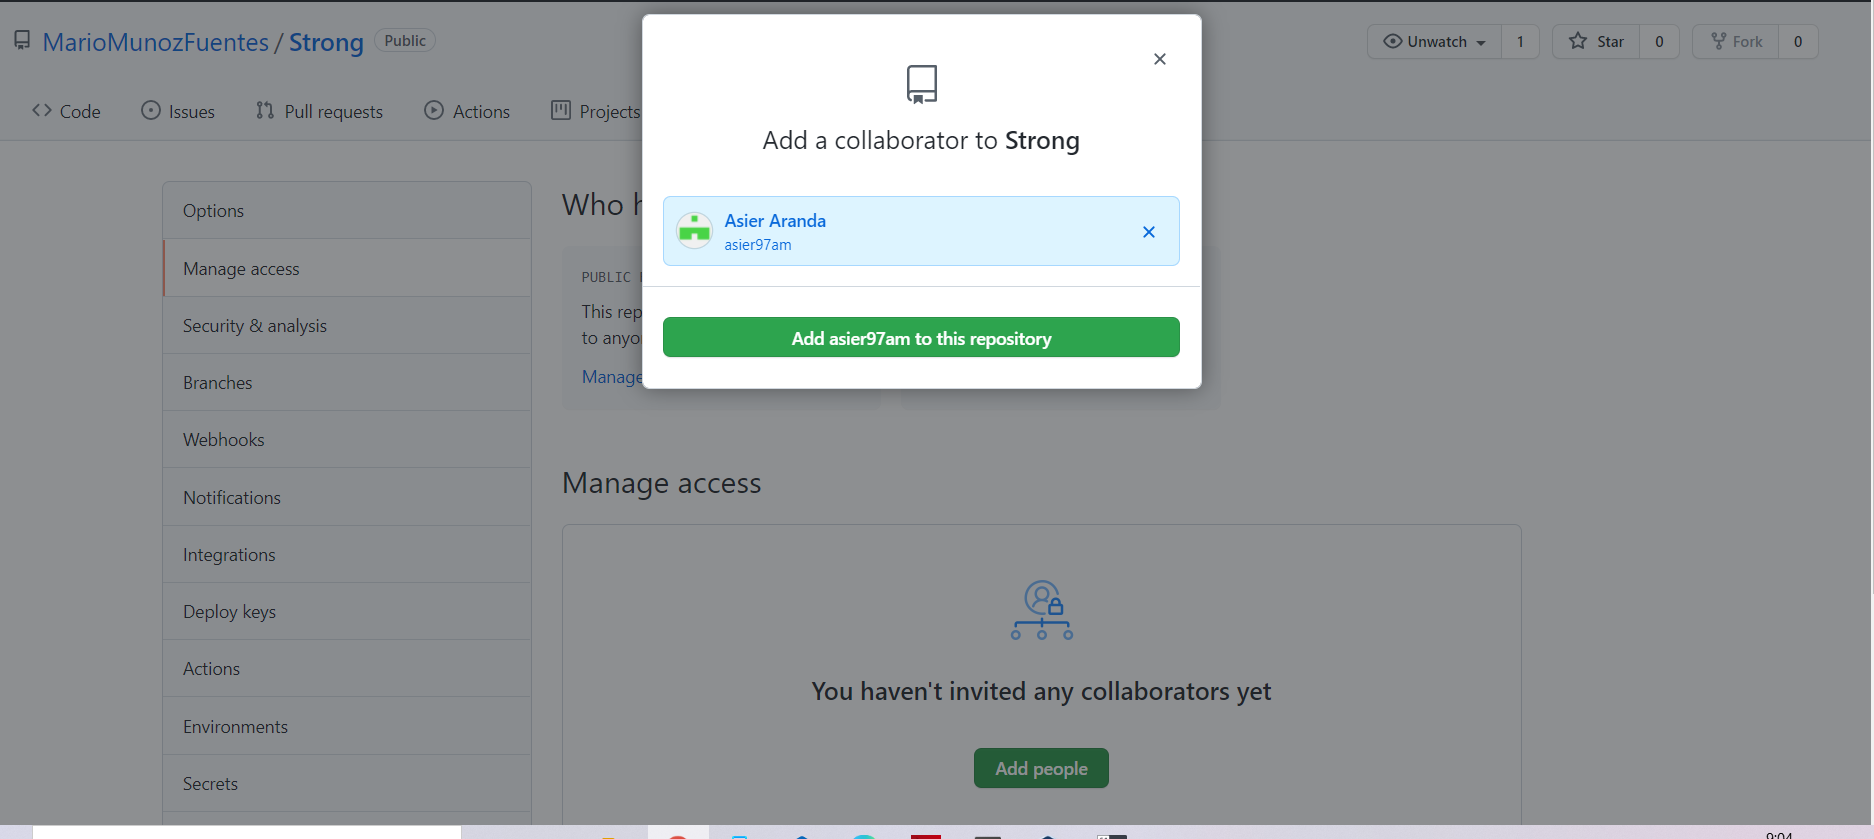 MarioMunozFuentes / Strong Public
Unwatch 1
Star 0
Fork 0
Code
Issues
Pull requests
Actions
Projects
Add a collaborator to Strong
Asier Aranda
asier97am
Add asier97am to this repository
Options
Manage access
Security & analysis
Branches
Webhooks
Notifications
Integrations
Deploy keys
Actions
Environments
Secrets
Who
PUBLIC
This rep
to anyo
Manage
Manage access
You haven't invited any collaborators yet
Add people
9:04